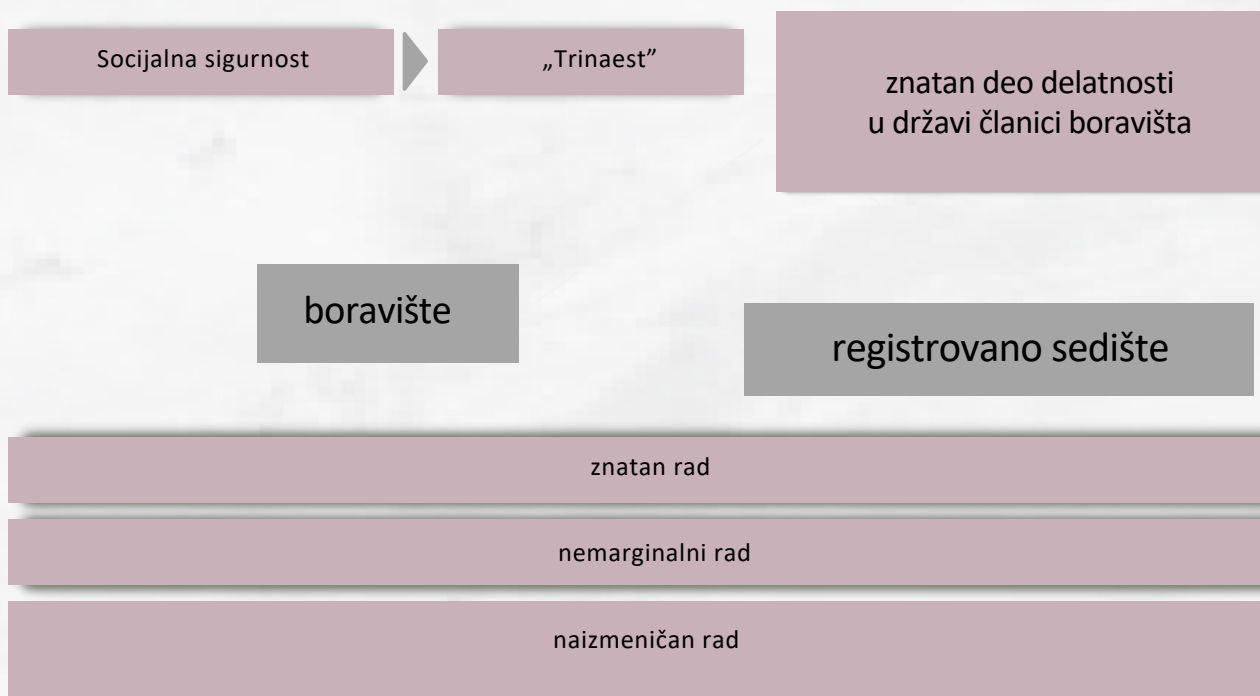 Socijalna sigurnost
„Trinaest”
znatan deo delatnosti
u državi članici boravišta
boravište
registrovano sedište
znatan rad
nemarginalni rad
naizmeničan rad